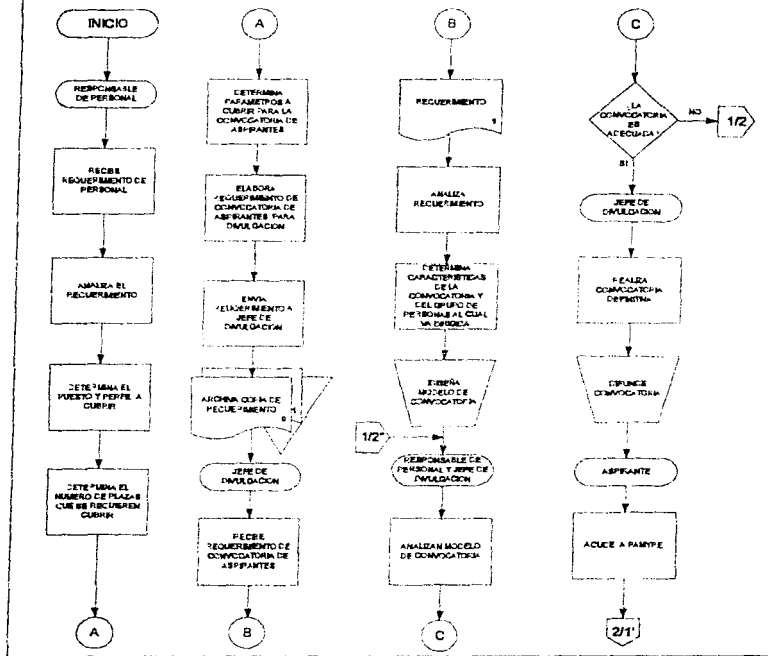 INICIO
RESPONSABLE
DE PERSONAL
RECIBE
REQUERIMIENTO DE
PERSONAL
ANALIZA EL
REQUERIMIENTO
DETERMINA EL
PUESTO Y PERFIL A
CUBRIR
DETERMINA EL
NUMERO DE PLAZAS
QUE SE REQUIEREN
CUBRIR
A
A
DETERMINA
PARAMETROS A
CUBRIR PARA LA
CONVOCATORIA DE
ASPIRANTES
ELABORA
REQUERIMIENTO DE
CONVOCATORIA DE
ASPIRANTES PARA
DIVULGACION
ENVIA
REQUERIMIENTO A
JEFE DE
DIVULGACION
ARCHIVA COPIA DE
REQUERIMIENTO
JEFE DE
DIVULGACION
RECIBE
REQUERIMIENTO DE
CONVOCATORIA DE
ASPIRANTES
B
B
REQUERIMIENTO
ANALIZA
REQUERIMIENTO
DETERMINA
CARACTERISTICAS
DE LA
CONVOCATORIA Y
DEL GRUPO DE
PERSONAS AL CUAL
VA DIRIGIDA
DISEÑA
MODELO DE
CONVOCATORIA
1/2"
RESPONSABLE DE
PERSONAL Y JEFE DE
DIVULGACION
ANALIZAN MODELO
DE CONVOCATORIA
C
C
¿LA
CONVOCATORIA
ES
ADECUADA?
NO
1/2
SI
JEFE DE
DIVULGACION
REALIZA
CONVOCATORIA
DEFINITIVA
DIFUNDE
CONVOCATORIA
ASPIRANTE
ACUDE A PAMYPE
2/1'